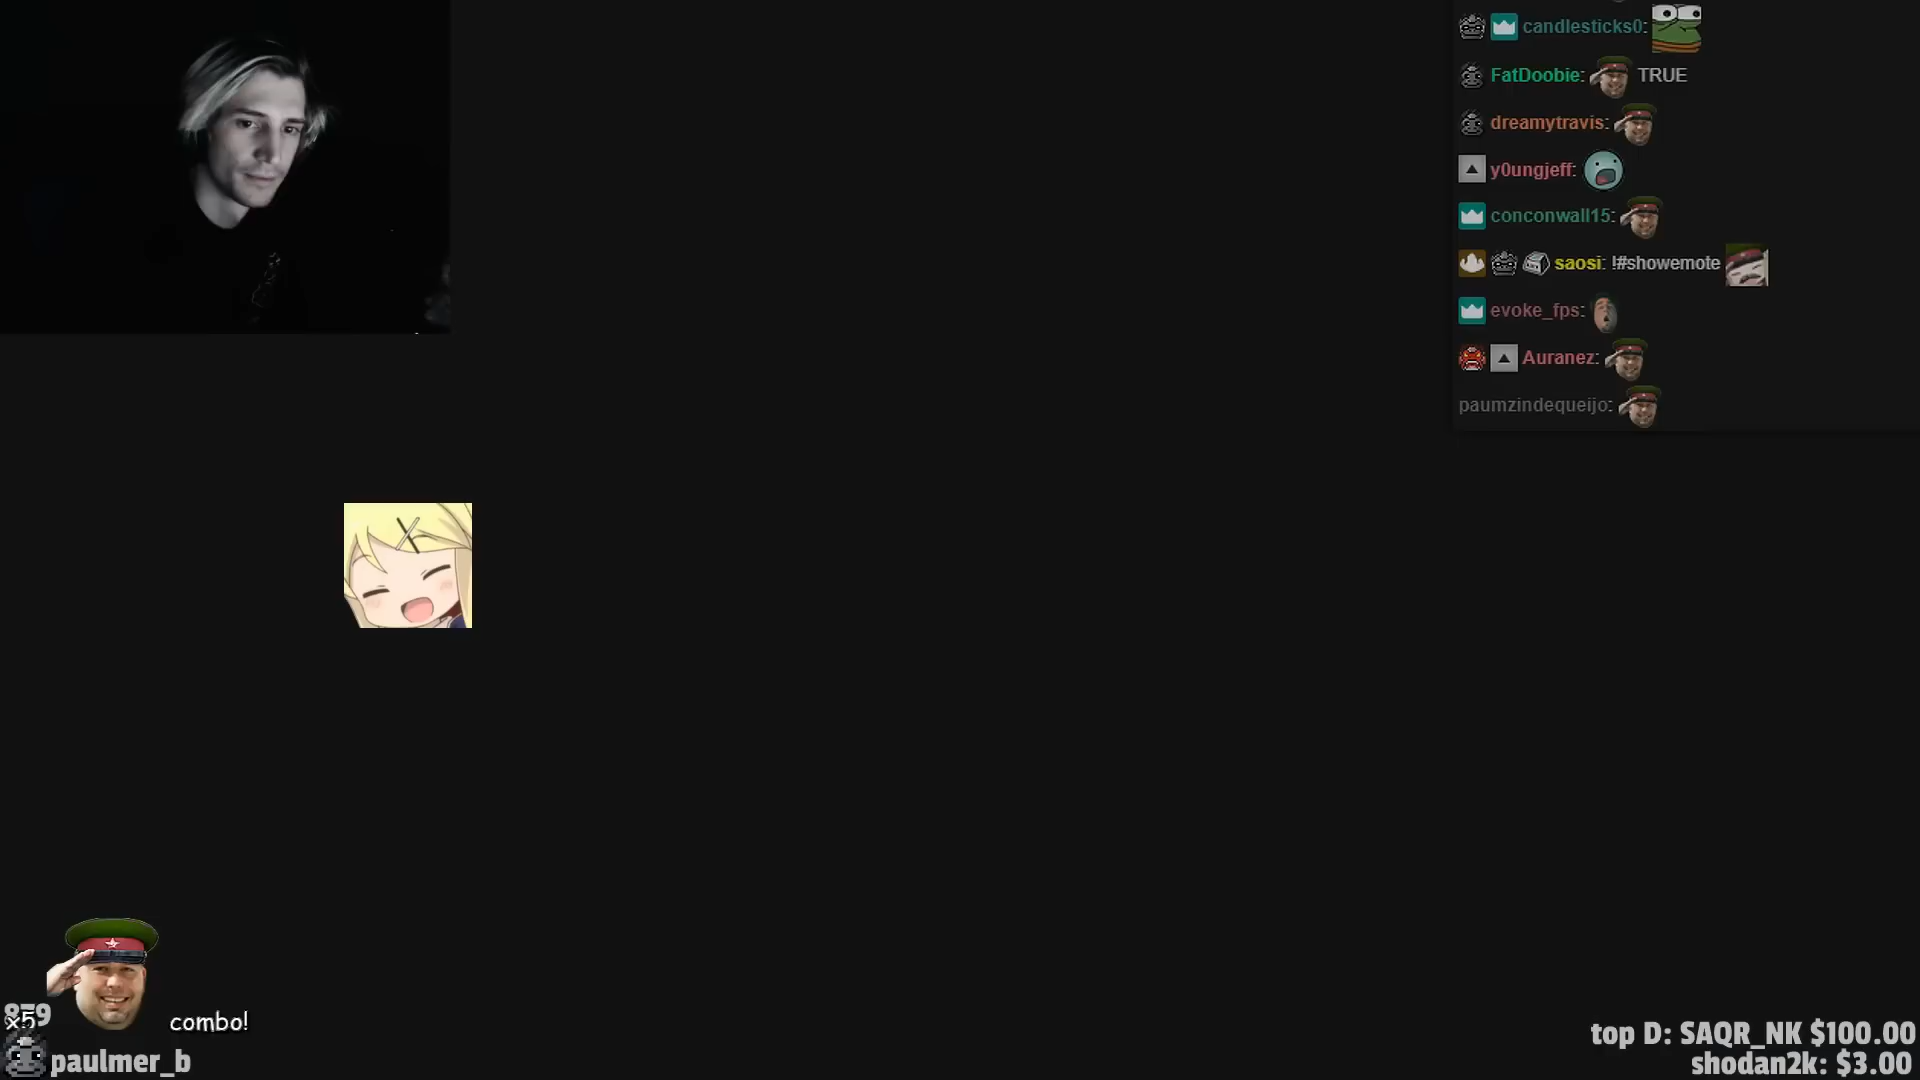 candlesticks0:
FatDoobie: TRUE
dreamytravis:
y0ungjeff:
conconwall15:
saosi: !#showemote
evoke_fps:
Auranez:
paumzindequeijo:
x5 combo!
paulmer_b
top D: SAQR_NK $100.00
shodan2k: $3.00